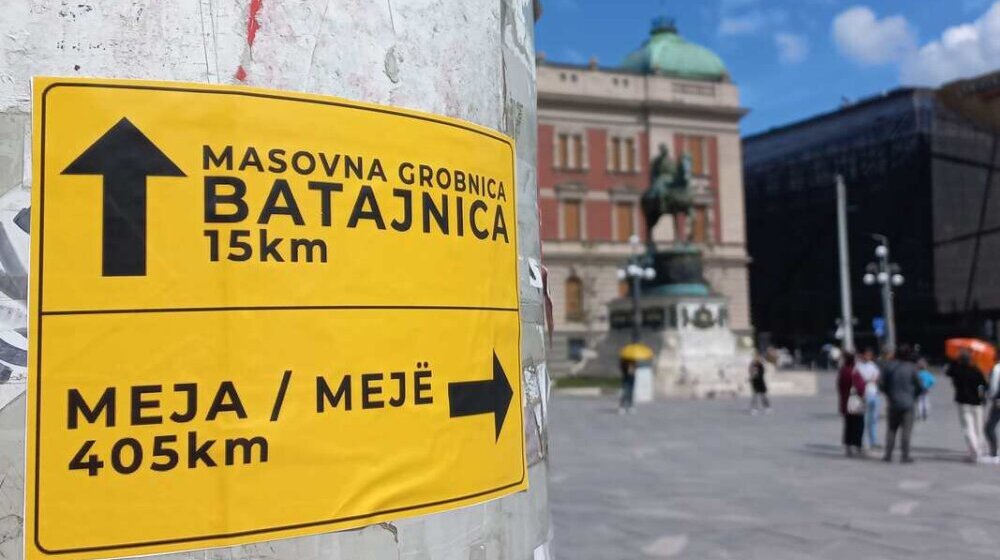 MASOVNA GROBNICA
BATAJNICA
15km
MEJA / MEJË
405km